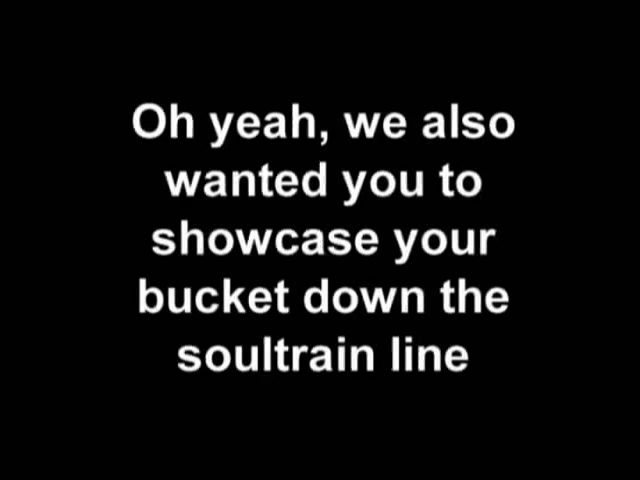 Oh yeah, we also
wanted you to
showcase your
bucket down the
soultrain line